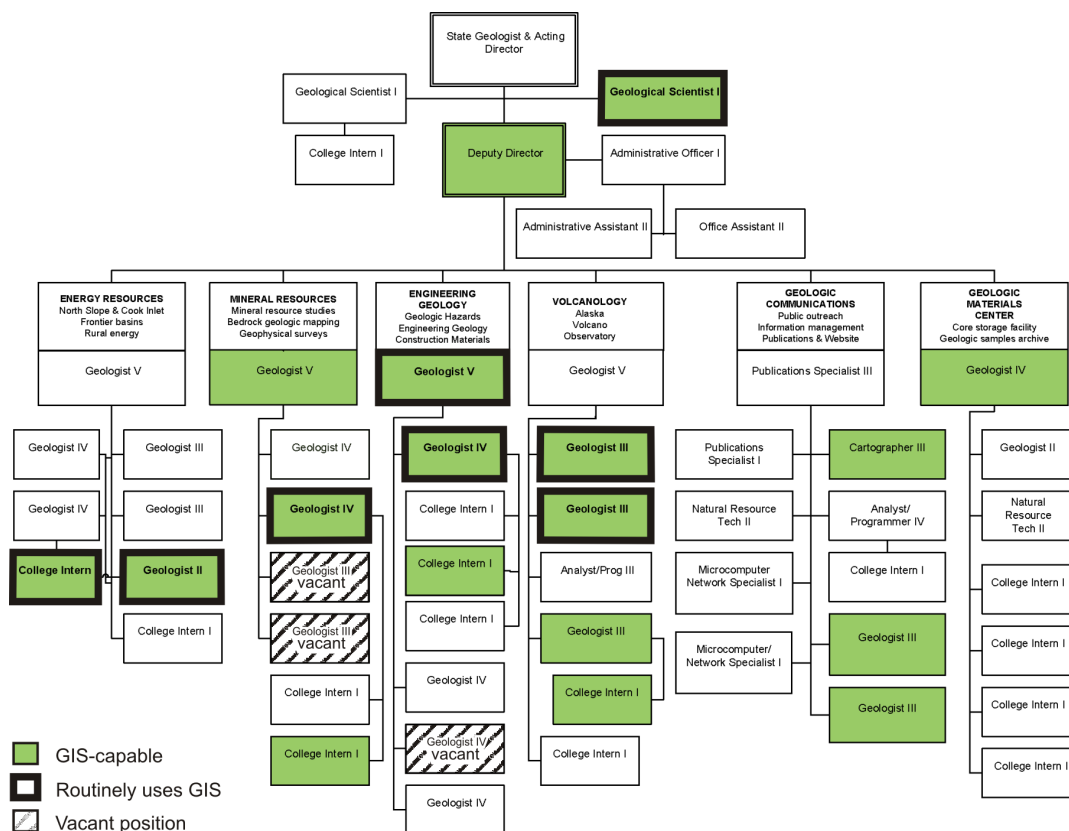 State Geologist & Acting
Director
Geological Scientist I
Geological Scientist I
College Intern I
Deputy Director
Administrative Officer I
Administrative Assistant II
Office Assistant II
ENERGY RESOURCES
North Slope & Cook Inlet
Frontier basins
Rural energy
Geologist V
MINERAL RESOURCES
Mineral resource studies
Bedrock geologic mapping
Geophysical surveys
Geologist V
ENGINEERING
GEOLOGY
Geologic Hazards
Engineering Geology
Construction Materials
Geologist V
VOLCANOLOGY
Alaska
Volcano
Observatory
Geologist V
GEOLOGIC
COMMUNICATIONS
Public outreach
Information management
Publications & Website
Publications Specialist III
GEOLOGIC
MATERIALS
CENTER
Core storage facility
Geologic samples archive
Geologist IV
Geologist IV
Geologist III
Geologist IV
Geologist III
College Intern
Geologist II
College Intern I
Geologist IV
Geologist IV
Geologist III
vacant
Geologist III
vacant
College Intern I
College Intern I
Geologist IV
College Intern I
College Intern I
College Intern I
Geologist IV
Geologist IV
vacant
Geologist IV
Geologist III
Geologist III
Analyst/Prog III
Geologist III
College Intern I
College Intern I
Publications
Specialist I
Cartographer III
Natural Resource
Tech II
Analyst/
Programmer IV
Microcomputer
Network Specialist I
College Intern I
Microcomputer/
Network Specialist I
Geologist III
Geologist III
Geologist II
Natural
Resource
Tech II
College Intern I
College Intern I
College Intern I
College Intern I
GIS-capable
Routinely uses GIS
Vacant position